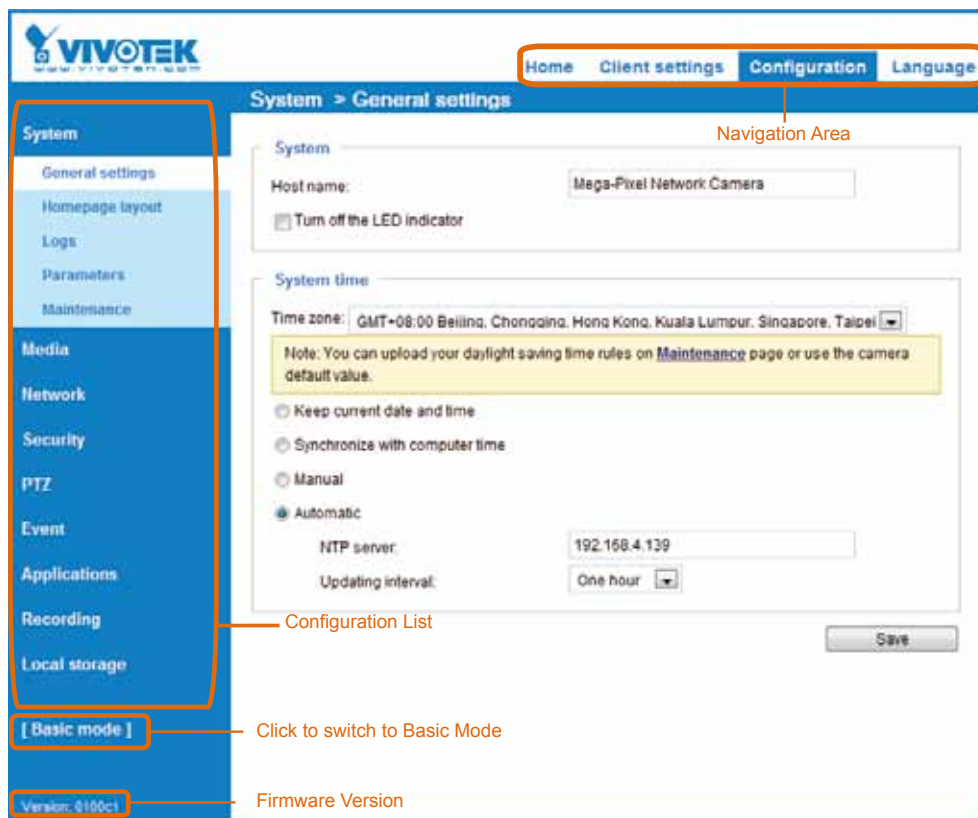 VIVOTEK
www.vivotek.com
Home Client settings Configuration Language
Navigation Area
System > General settings
System
General settings
Homepage layout
Logs
Parameters
Maintenance
Media
Network
Security
PTZ
Event
Applications
Recording
Local storage
Configuration List
[ Basic mode ]
Click to switch to Basic Mode
Version: 0100c1
Firmware Version
System
Host name: Mega-Pixel Network Camera
Turn off the LED indicator
System time
Time zone: GMT+08:00 Beijing, Chongqing, Hong Kong, Kuala Lumpur, Singapore, Taipei
Note: You can upload your daylight saving time rules on Maintenance page or use the camera
default value.
Keep current date and time
Synchronize with computer time
Manual
Automatic
NTP server: 192.168.4.139
Updating interval: One hour
Save